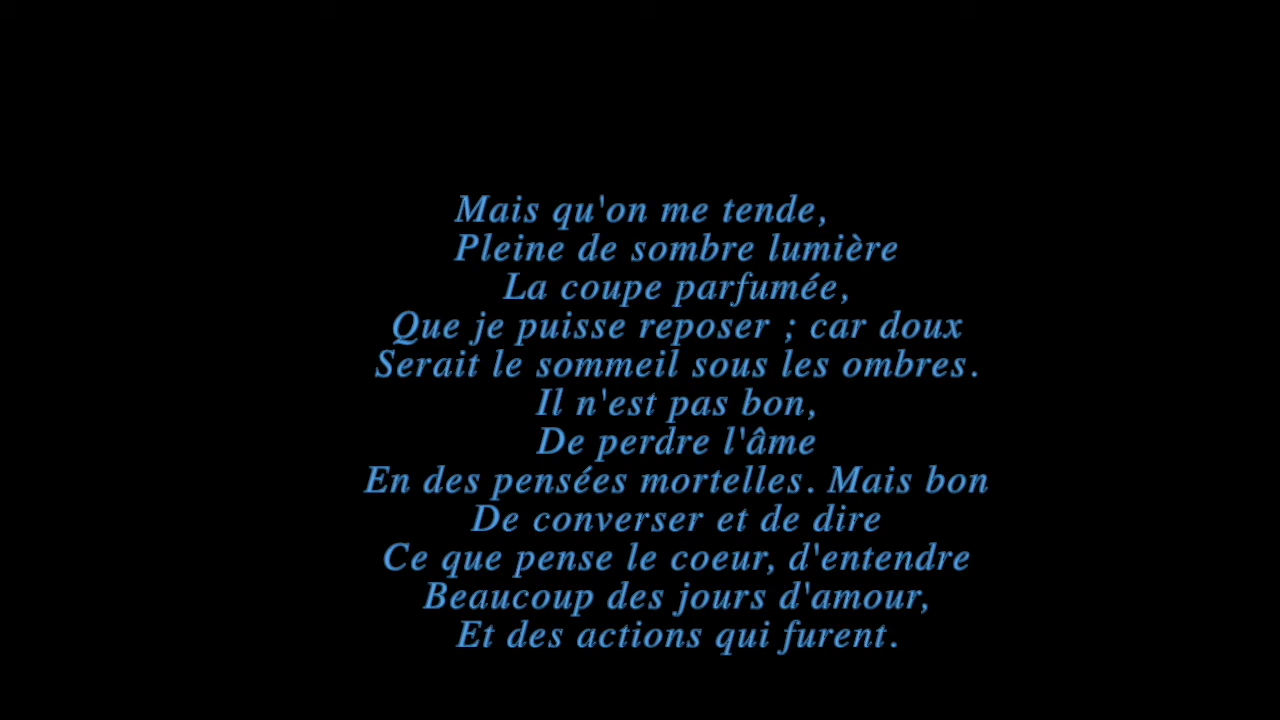 Mais qu'on me tende,
Pleine de sombre lumière
La coupe parfumée,
Que je puisse reposer ; car doux
Serait le sommeil sous les ombres.
Il n'est pas bon,
De perdre l'âme
En des pensées mortelles. Mais bon
De converser et de dire
Ce que pense le coeur, d'entendre
Beaucoup des jours d'amour,
Et des actions qui furent.